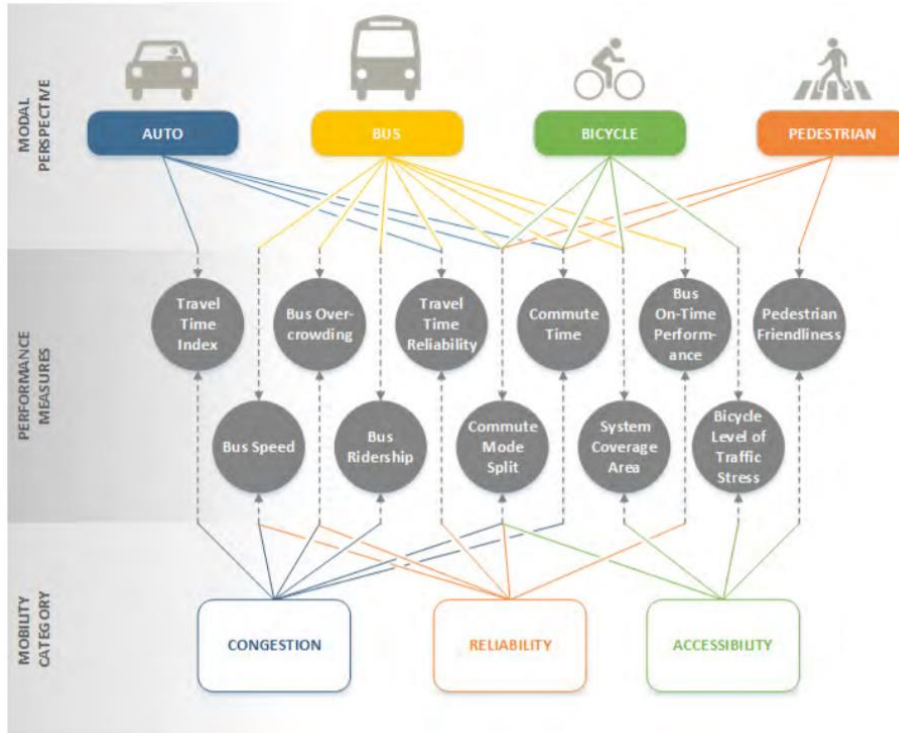 MODAL
PERSPECTIVE
AUTO
BUS
BICYCLE
PEDESTRIAN
PERFORMANCE
MEASURES
Travel
Time
Index
Bus Over-
crowding
Travel
Time
Reliability
Commute
Time
Bus
On-Time
Perform-
ance
Pedestrian
Friendliness
Bus Speed
Bus
Ridership
Commute
Mode
Split
System
Coverage
Area
Bicycle
Level of
Traffic
Stress
MOBILITY
CATEGORY
CONGESTION
RELIABILITY
ACCESSIBILITY